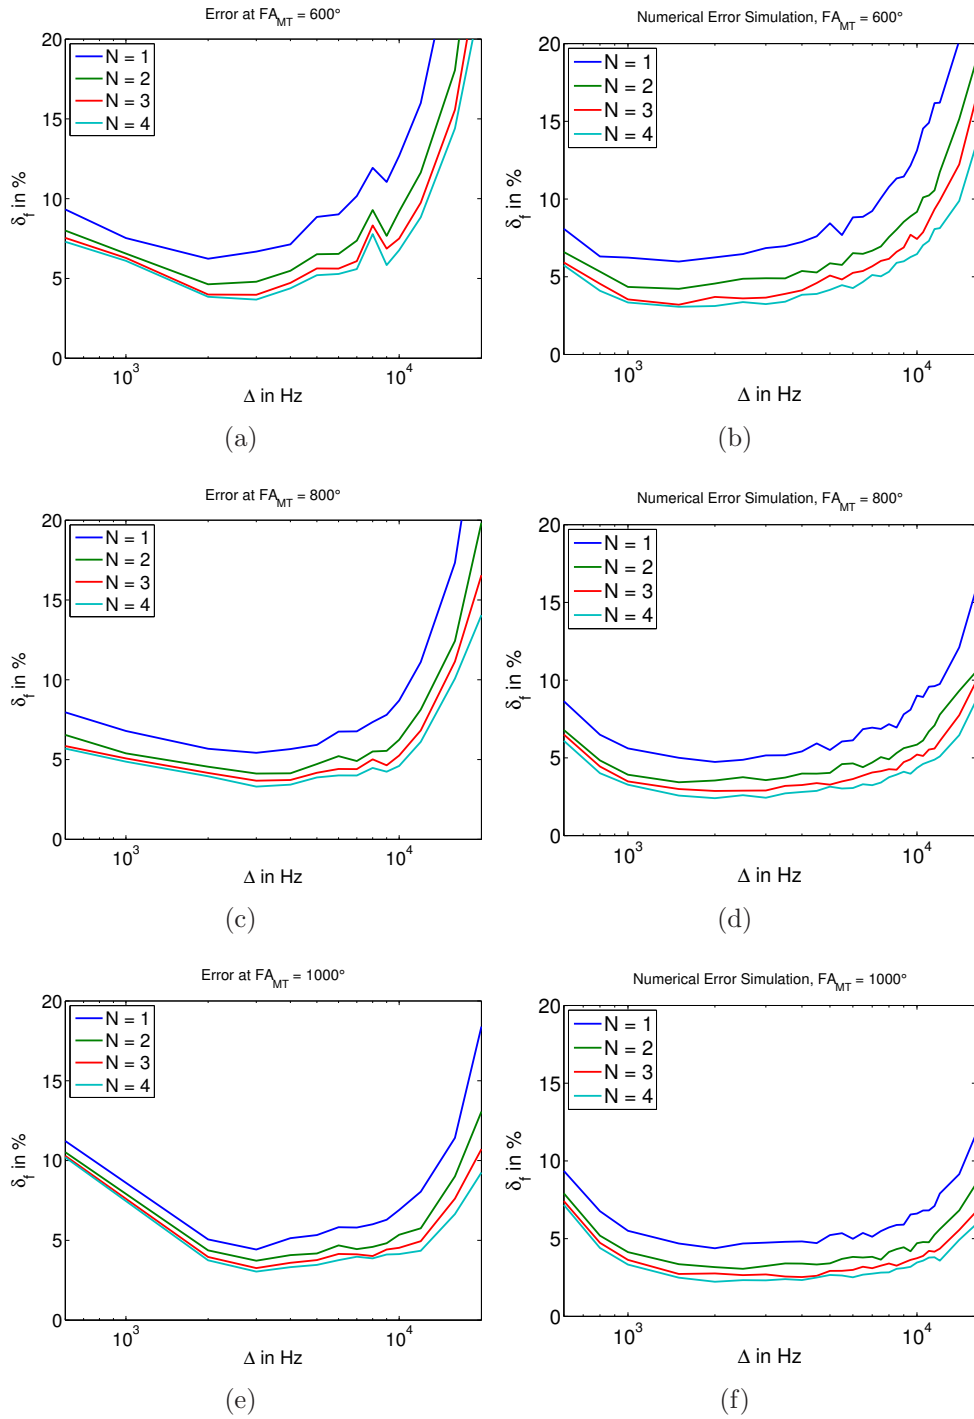 Error at FA_MT = 600°
20
15
10
5
0
δ_f in %
N = 1
N = 2
N = 3
N = 4
10^3
10^4
Δ in Hz
(a)
Numerical Error Simulation, FA_MT = 600°
20
15
10
5
0
δ_f in %
N = 1
N = 2
N = 3
N = 4
10^3
10^4
Δ in Hz
(b)
Error at FA_MT = 800°
20
15
10
5
0
δ_f in %
N = 1
N = 2
N = 3
N = 4
10^3
10^4
Δ in Hz
(c)
Numerical Error Simulation, FA_MT = 800°
20
15
10
5
0
δ_f in %
N = 1
N = 2
N = 3
N = 4
10^3
10^4
Δ in Hz
(d)
Error at FA_MT = 1000°
20
15
10
5
0
δ_f in %
N = 1
N = 2
N = 3
N = 4
10^3
10^4
Δ in Hz
(e)
Numerical Error Simulation, FA_MT = 1000°
20
15
10
5
0
δ_f in %
N = 1
N = 2
N = 3
N = 4
10^3
10^4
Δ in Hz
(f)